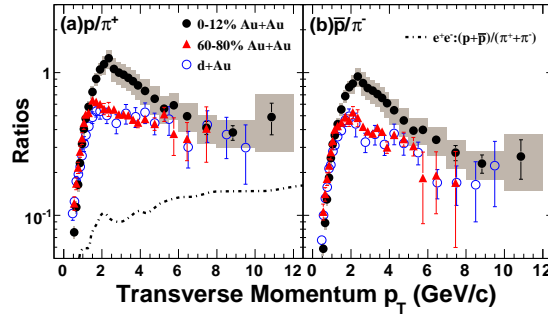 (a)p/π⁺
0-12% Au+Au
60-80% Au+Au
d+Au
(b)p̅/π⁻
e⁺e⁻:(p+p̅)/(π⁺+π⁻)
Ratios
1
10⁻¹
0 2 4 6 8 10 12
0 2 4 6 8 10 12
Transverse Momentum p_T (GeV/c)